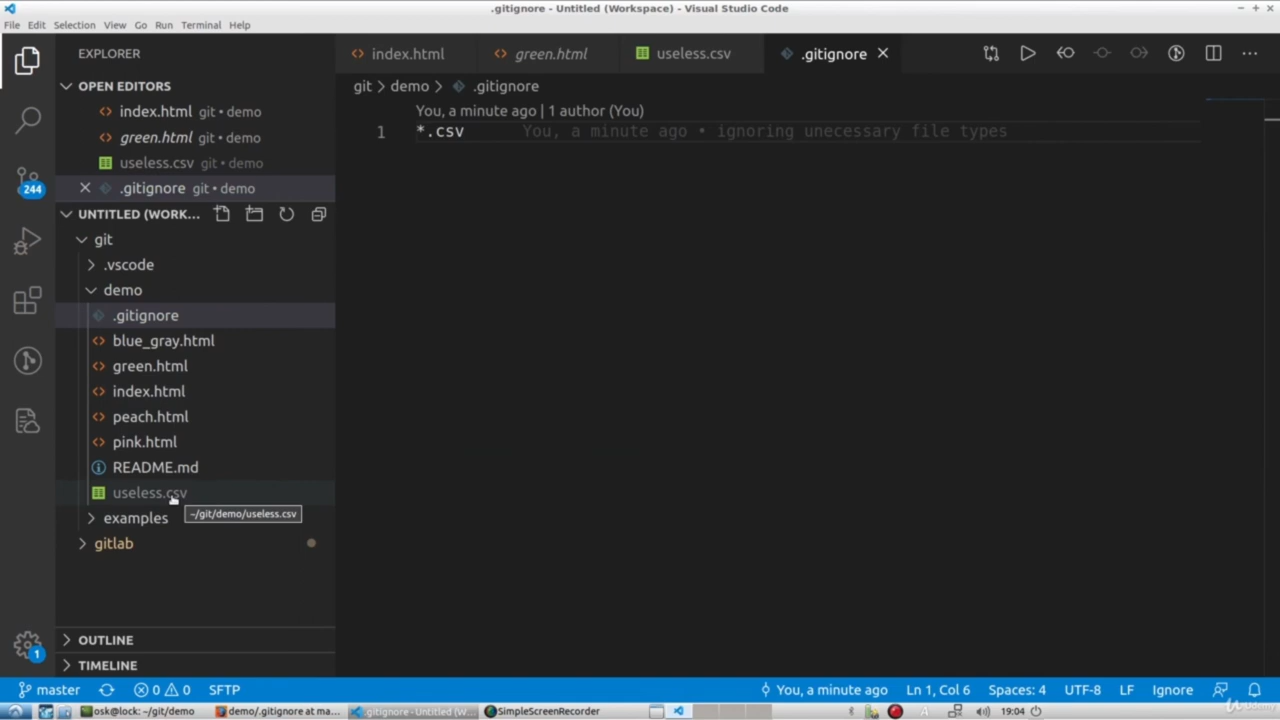 .gitignore - Untitled (Workspace) - Visual Studio Code
File Edit Selection View Go Run Terminal Help
EXPLORER
index.html
green.html
useless.csv
.gitignore
OPEN EDITORS
index.html git • demo
green.html git • demo
useless.csv git • demo
.gitignore git • demo
244
UNTITLED (WORK...
git
.vscode
demo
.gitignore
blue_gray.html
green.html
index.html
peach.html
pink.html
README.md
useless.csv
~/git/demo/useless.csv
examples
gitlab
OUTLINE
TIMELINE
1
git > demo > .gitignore
You, a minute ago | 1 author (You)
1 *.csv You, a minute ago • ignoring unecessary file types
master
0 0
SFTP
You, a minute ago
Ln 1, Col 6
Spaces: 4
UTF-8
LF
Ignore
osk@lock: ~/git/demo
demo/.gitignore at ma...
.gitignore - Untitled (W...
SimpleScreenRecorder
19:04
Udemy